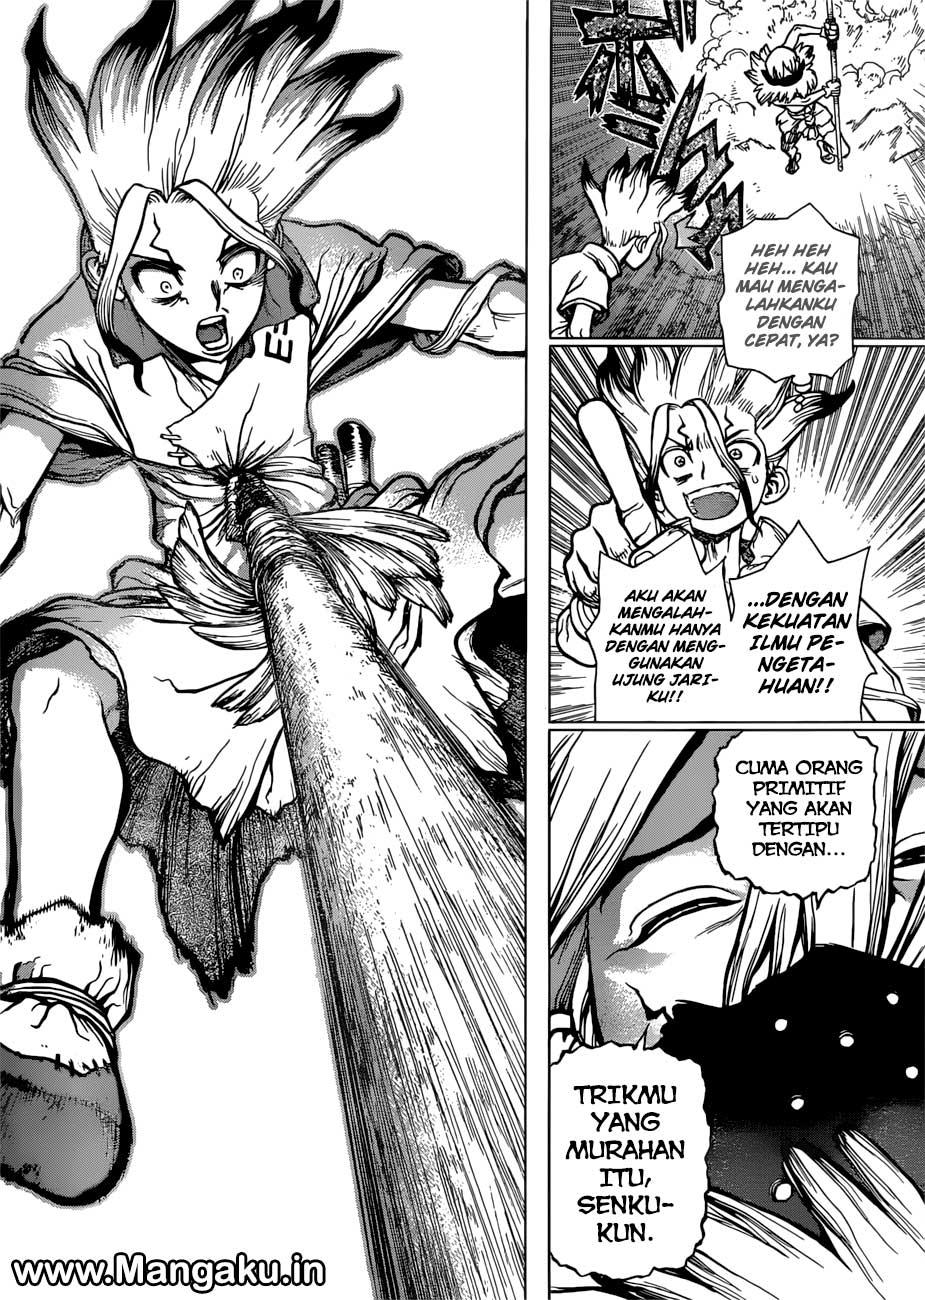 HEH HEH
HEH... KAU
MAU MENGA-
LAHKANKU
DENGAN
CEPAT, YA?
...DENGAN
KEKUATAN
ILMU PE-
NGETA-
HUAN!!
AKU AKAN
MENGALAH-
KANMU HANYA
DENGAN MENG-
GUNAKAN
UJUNG JARI-
KU!!
CUMA ORANG
PRIMITIF
YANG AKAN
TERTIPU
DENGAN...
TRIKMU
YANG
MURAHAN
ITU,
SENKU-
KUN.
E=
www.Mangaku.in